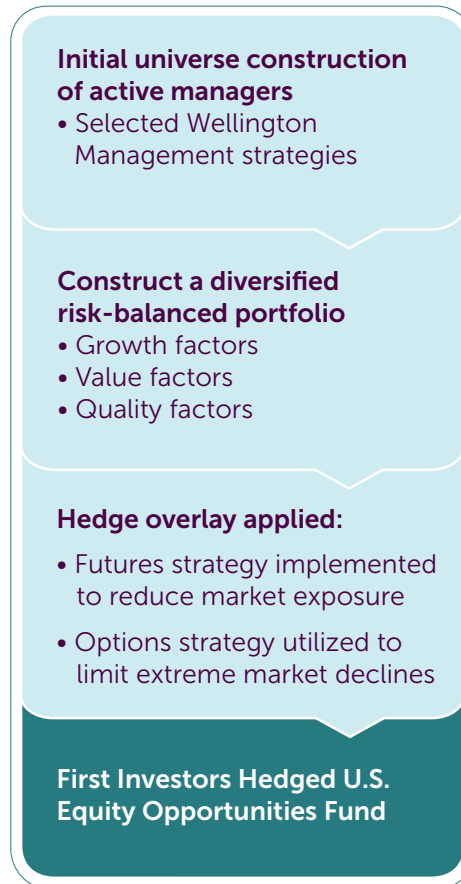 Initial universe construction
of active managers
• Selected Wellington
Management strategies
Construct a diversified
risk-balanced portfolio
• Growth factors
• Value factors
• Quality factors
Hedge overlay applied:
• Futures strategy implemented
to reduce market exposure
• Options strategy utilized to
limit extreme market declines
First Investors Hedged U.S.
Equity Opportunities Fund